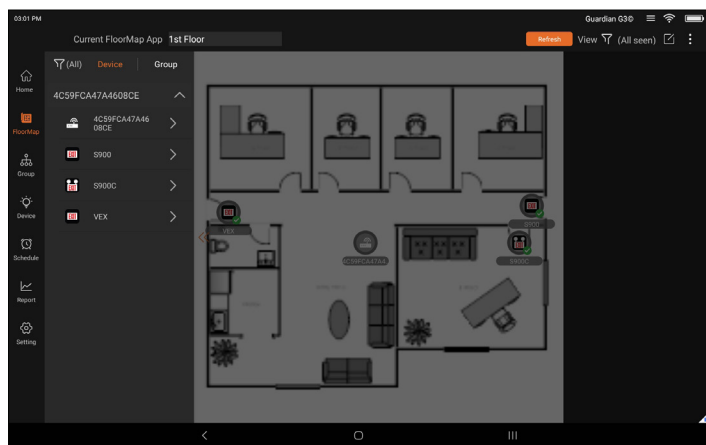 03:01 PM
Guardian G3©
Current FloorMap App 1st Floor
Refresh
View (All seen)
(All) Device Group
Home
4C59FCA47A4608CE
4C59FCA47A46
08CE
FloorMap
S900
Group
S900C
Device
VEX
Schedule
Report
Setting
VEX
S900
4C59FCA47A4
S900C